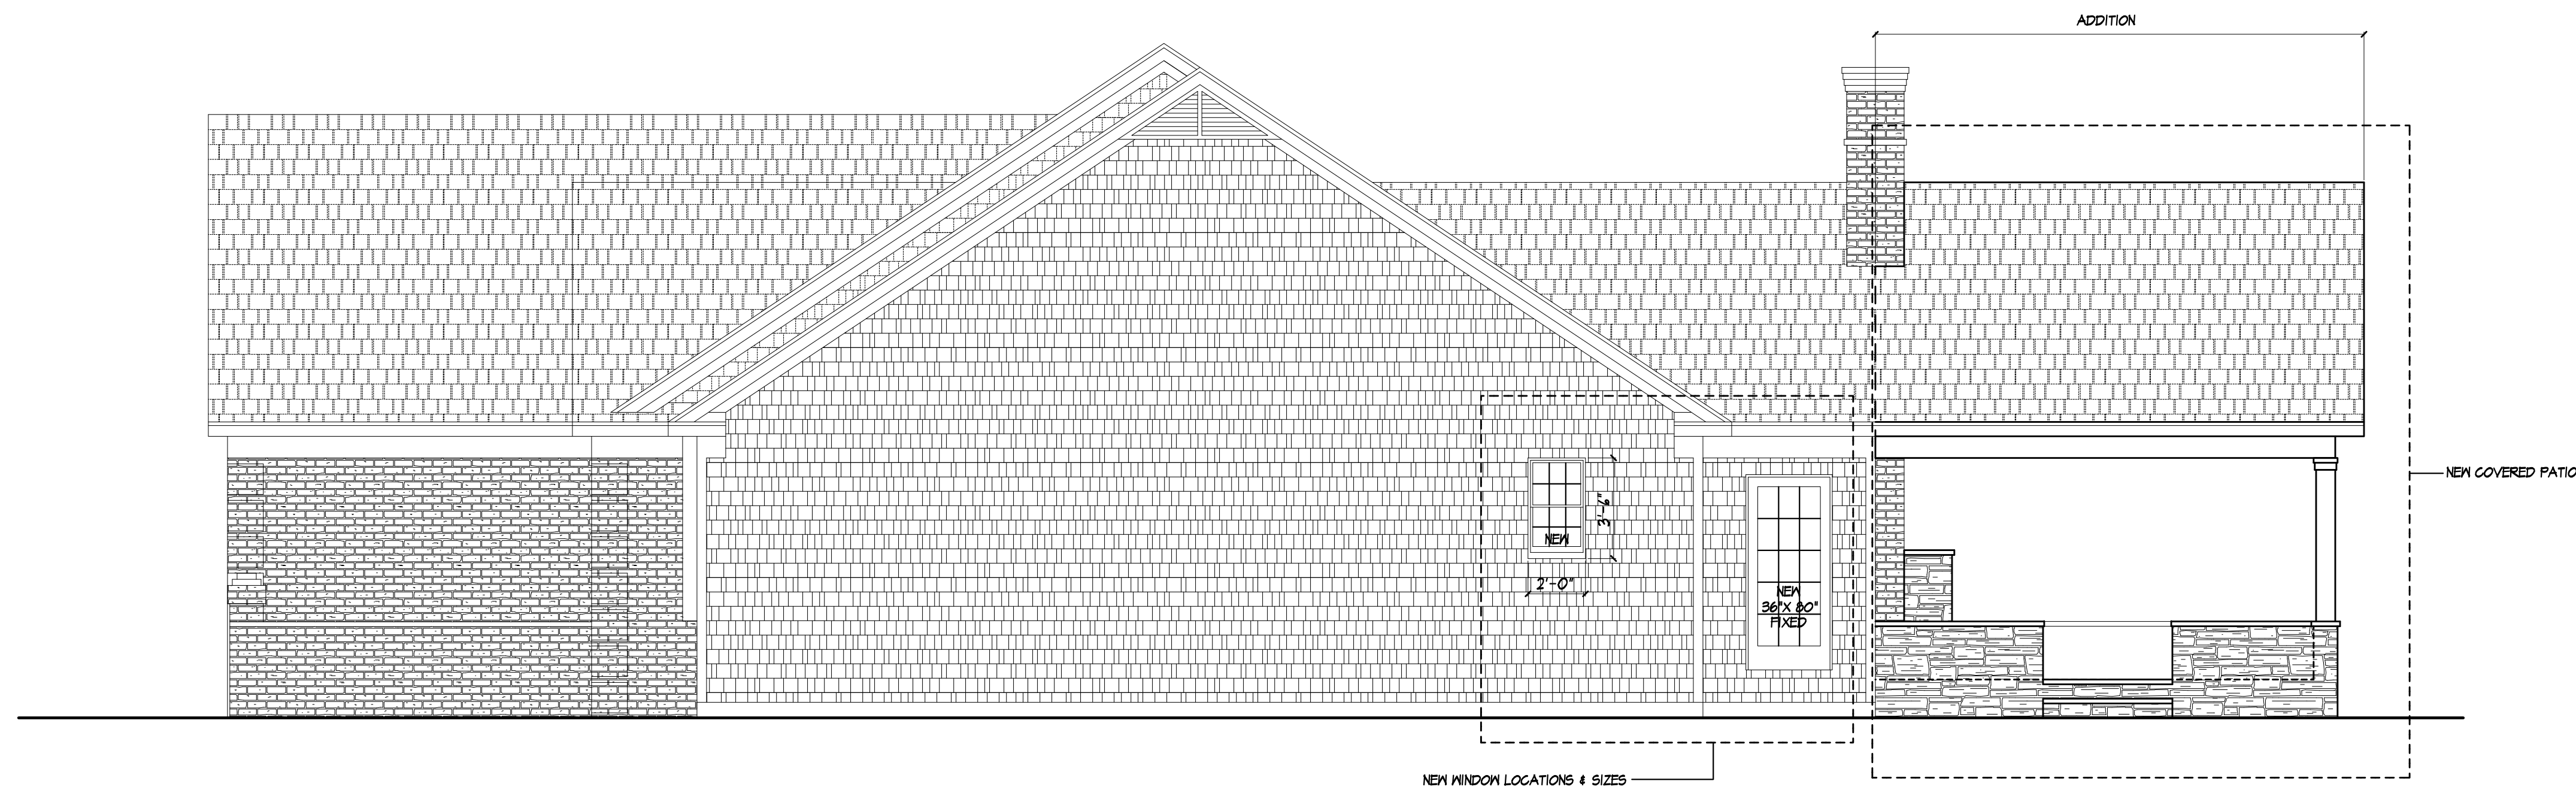 ADDITION
NEW COVERED PATIO
3'-6"
NEW
2'-0"
NEW
36"X 80"
FIXED
NEW WINDOW LOCATIONS & SIZES